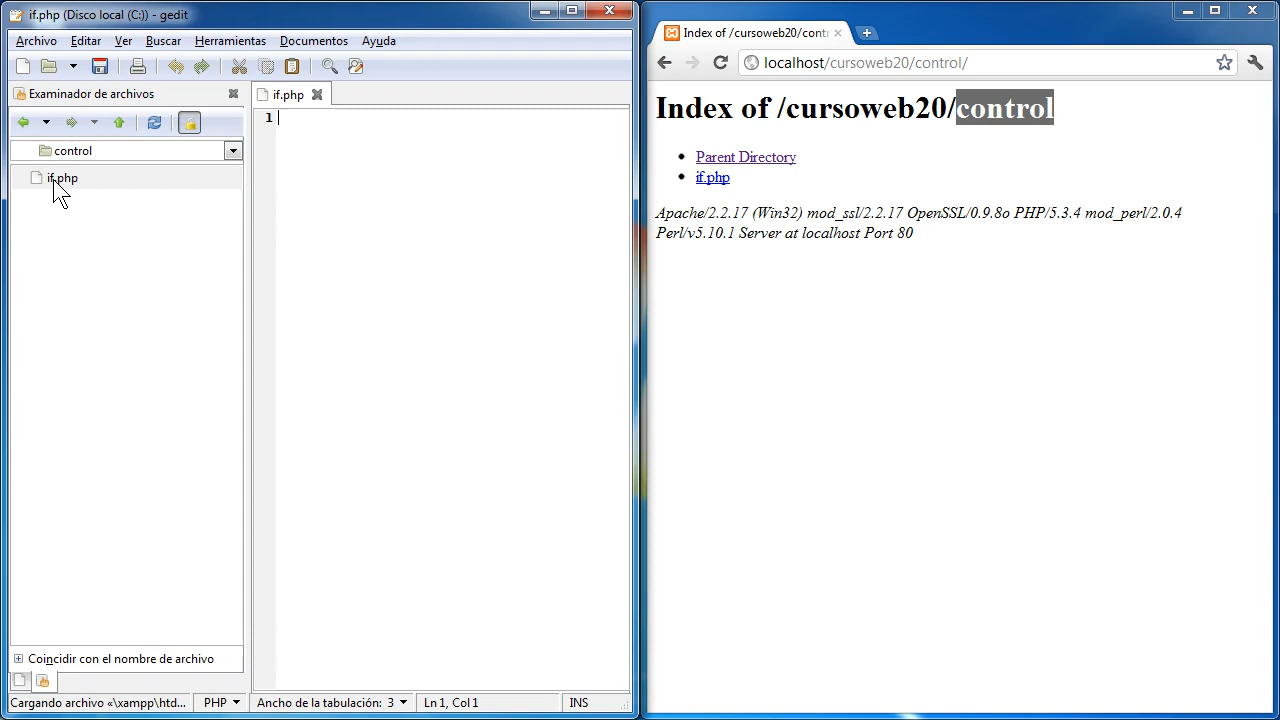 if.php (Disco local (C:)) - gedit
Archivo Editar Ver Buscar Herramientas Documentos Ayuda
Examinador de archivos
control
if.php
Coincidir con el nombre de archivo
if.php
1
Cargando archivo «\xampp\htd... PHP Ancho de la tabulación: 3 Ln 1, Col 1 INS
Index of /cursoweb20/contr
localhost/cursoweb20/control/
Index of /cursoweb20/control
Parent Directory
if.php
Apache/2.2.17 (Win32) mod_ssl/2.2.17 OpenSSL/0.9.8o PHP/5.3.4 mod_perl/2.0.4
Perl/v5.10.1 Server at localhost Port 80